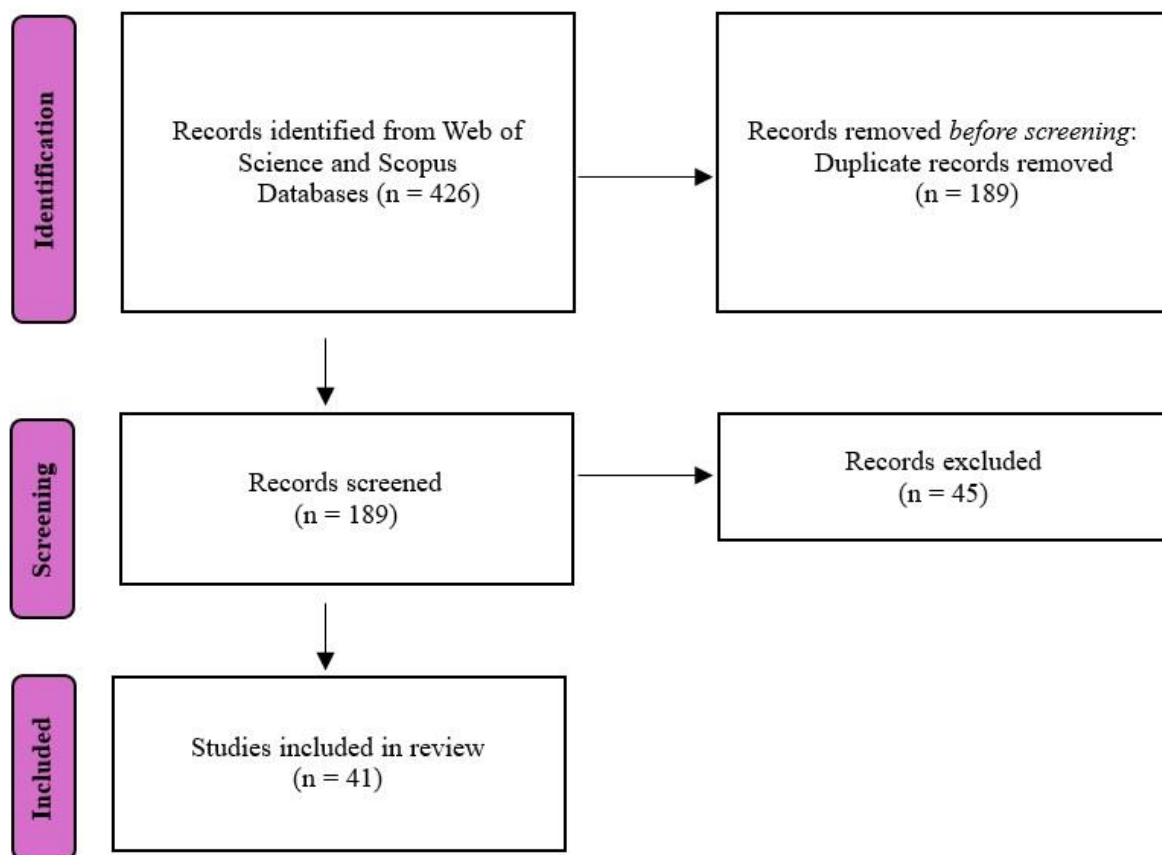 Identification
Records identified from Web of
Science and Scopus
Databases (n = 426)
Records removed before screening:
Duplicate records removed
(n = 189)
Screening
Records screened
(n = 189)
Records excluded
(n = 45)
Included
Studies included in review
(n = 41)